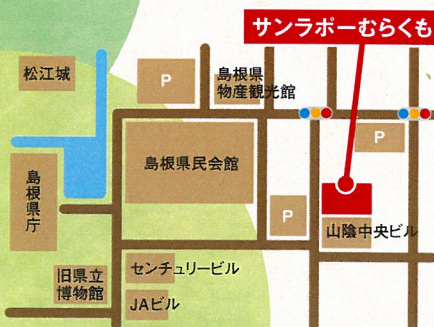 サンラポーむらくも
松江城
P
島根県
物産観光館
P
島根県民会館
島根県庁
P
山陰中央ビル
旧県立
博物館
センチュリービル
JAビル